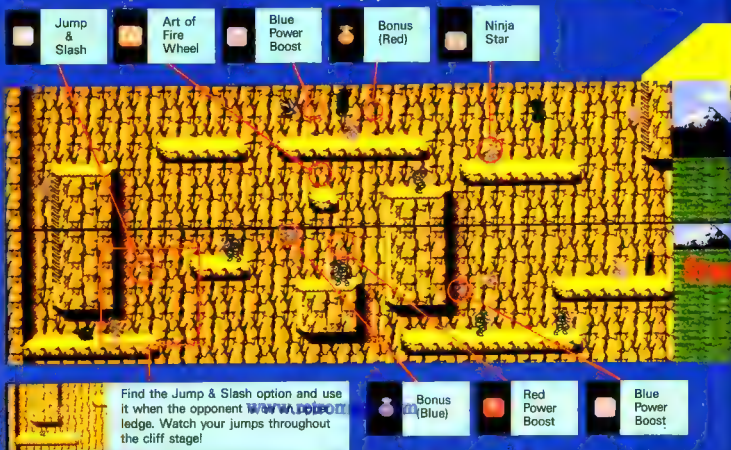 Jump
&
Slash
Art of
Fire
Wheel
Blue
Power
Boost
Bonus
(Red)
Ninja
Star
Find the Jump & Slash option and use
it when the opponent
ledge. Watch your jumps throughout
the cliff stage!
Bonus
(Blue)
Red
Power
Boost
Blue
Power
Boost